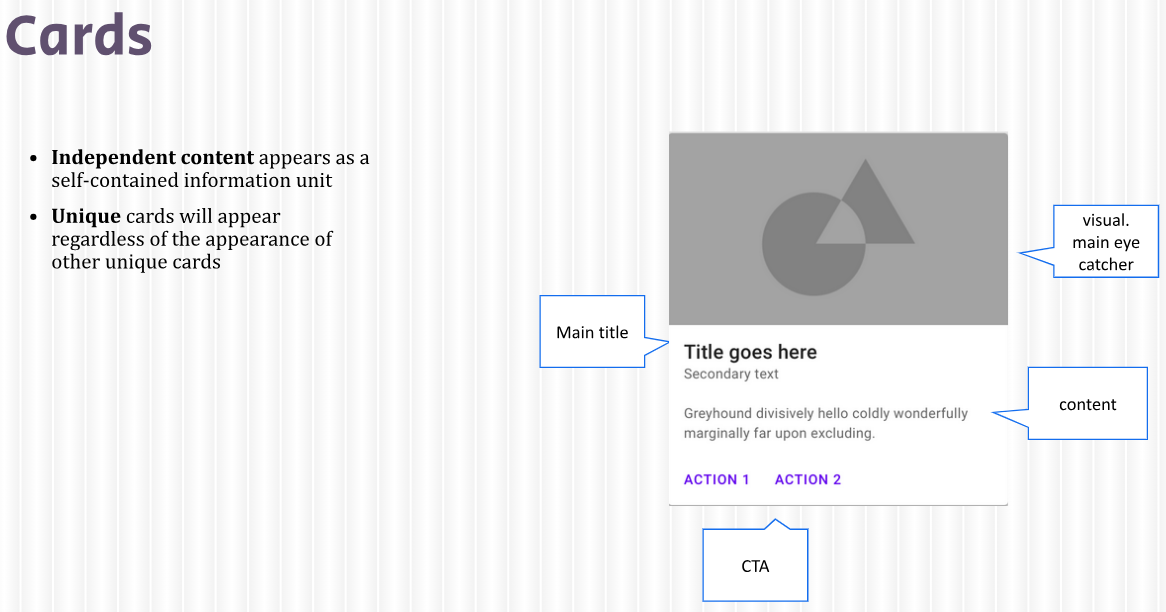 Cards
• Independent content appears as a
self-contained information unit
• Unique cards will appear
regardless of the appearance of
other unique cards
visual.
main eye
catcher
Main title
Title goes here
Secondary text
content
Greyhound divisively hello coldly wonderfully
marginally far upon excluding.
ACTION 1 ACTION 2
CTA